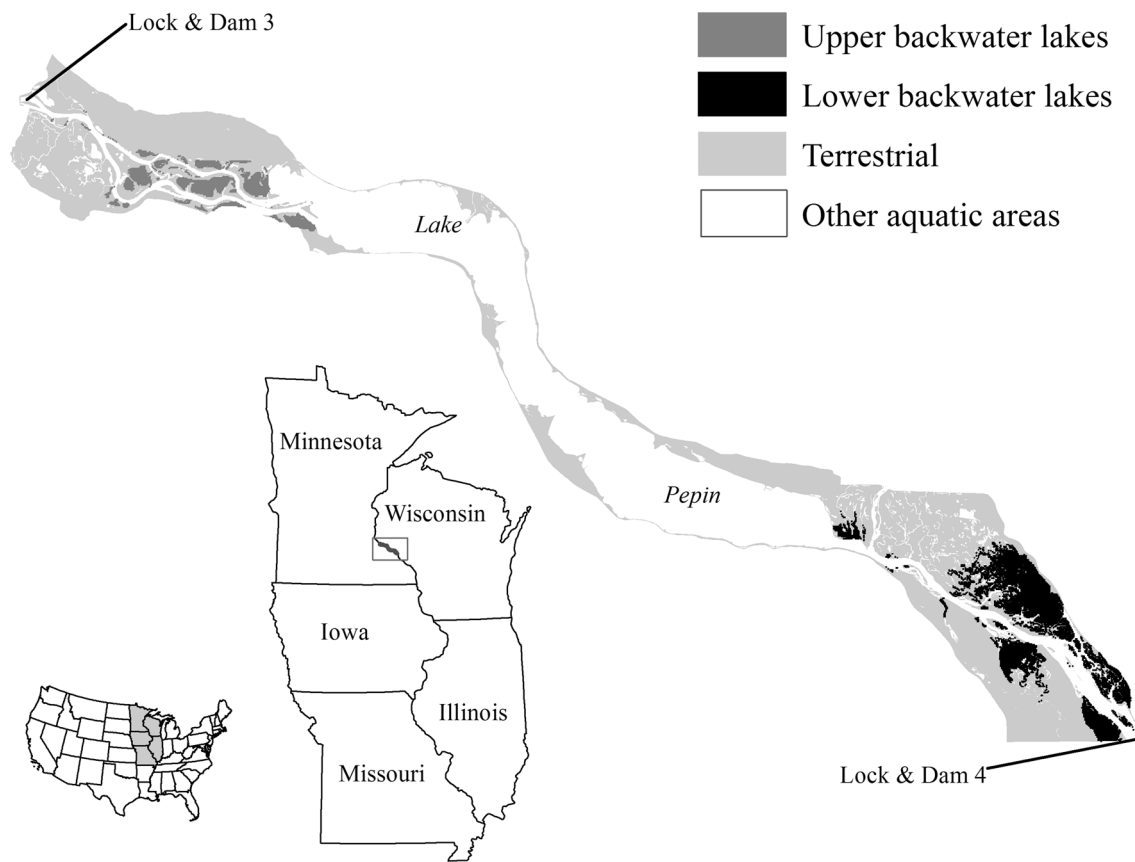 Lock & Dam 3
Upper backwater lakes
Lower backwater lakes
Terrestrial
Other aquatic areas
Lake
Pepin
Minnesota
Wisconsin
Iowa
Illinois
Missouri
Lock & Dam 4